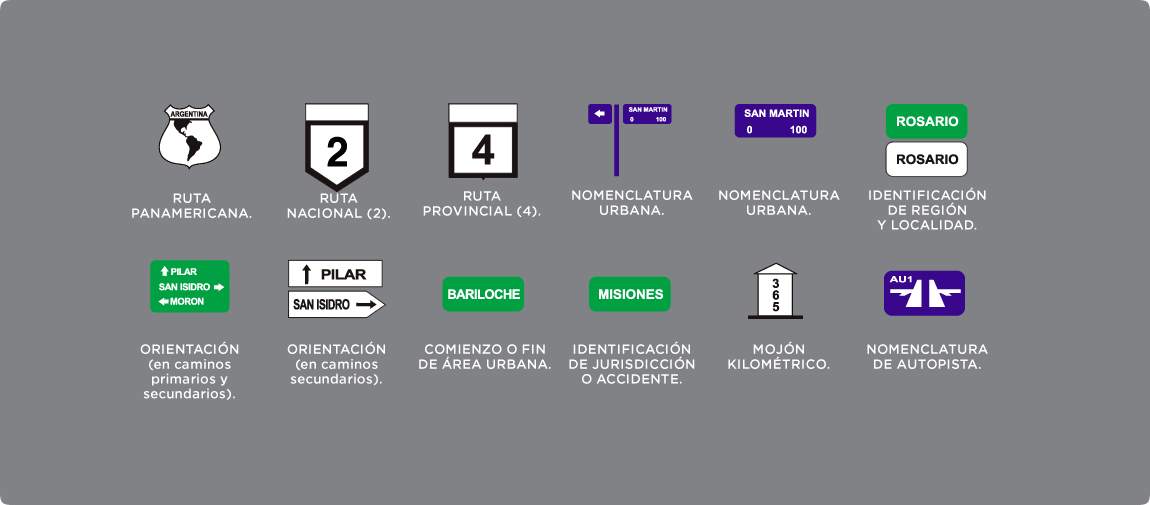 ARGENTINA
RUTA
PANAMERICANA.
2
RUTA
NACIONAL (2).
4
RUTA
PROVINCIAL (4).
SAN MARTIN
0 100
NOMENCLATURA
URBANA.
SAN MARTIN
0 100
NOMENCLATURA
URBANA.
ROSARIO
ROSARIO
IDENTIFICACIÓN
DE REGIÓN
Y LOCALIDAD.
PILAR
SAN ISIDRO
MORON
ORIENTACIÓN
(en caminos
primarios y
secundarios).
PILAR
SAN ISIDRO
ORIENTACIÓN
(en caminos
secundarios).
BARILOCHE
COMIENZO O FIN
DE ÁREA URBANA.
MISIONES
IDENTIFICACIÓN
DE JURISDICCIÓN
O ACCIDENTE.
3
6
5
MOJÓN
KILOMÉTRICO.
AU1
NOMENCLATURA
DE AUTOPISTA.